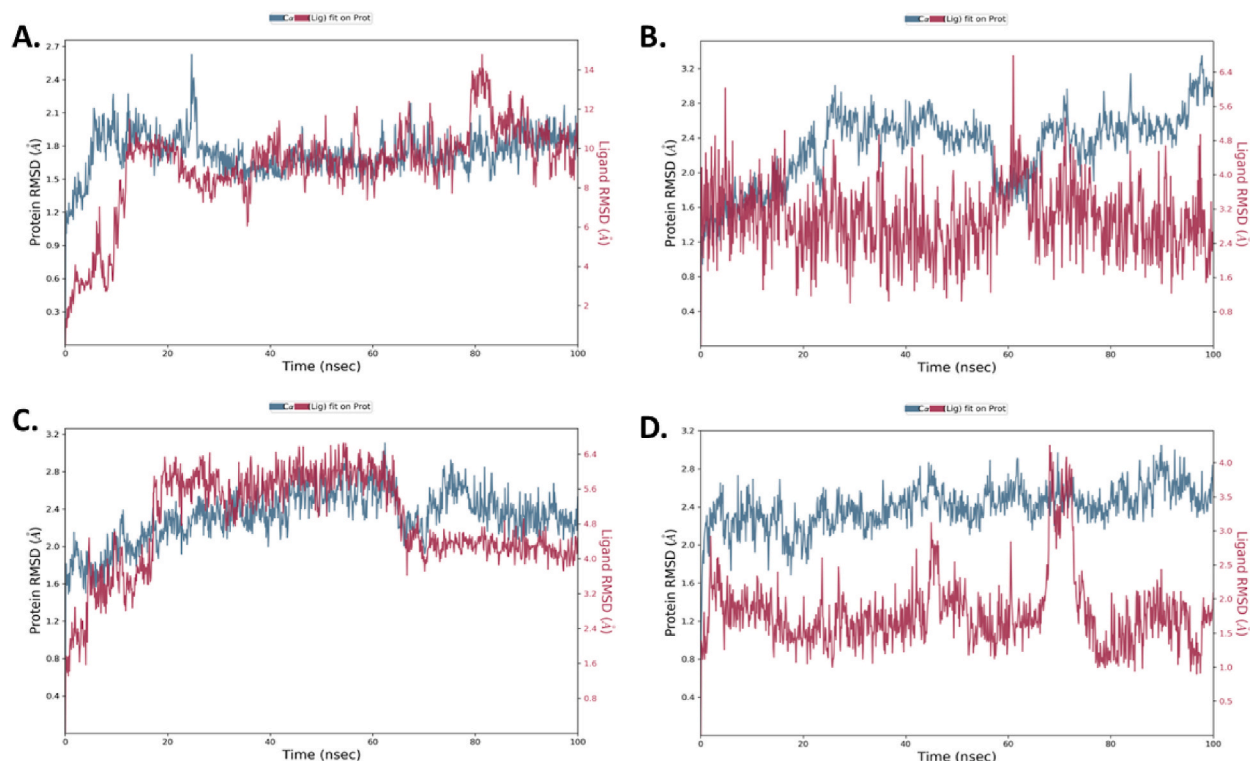 A.
Cα (Lig) fit on Prot
Protein RMSD (Å)
2.7
2.4
2.1
1.8
1.5
1.2
0.9
0.6
0.3
Ligand RMSD (Å)
14
12
10
8
6
4
2
0 20 40 60 80 100
Time (nsec)
B.
Cα (Lig) fit on Prot
Protein RMSD (Å)
3.2
2.8
2.4
2.0
1.6
1.2
0.8
0.4
Ligand RMSD (Å)
6.4
5.6
4.8
4.0
3.2
2.4
1.6
0.8
0 20 40 60 80 100
Time (nsec)
C.
Cα (Lig) fit on Prot
Protein RMSD (Å)
3.2
2.8
2.4
2.0
1.6
1.2
0.8
0.4
Ligand RMSD (Å)
6.4
5.6
4.8
4.0
3.2
2.4
1.6
0.8
0 20 40 60 80 100
Time (nsec)
D.
Cα (Lig) fit on Prot
Protein RMSD (Å)
3.2
2.8
2.4
2.0
1.6
1.2
0.8
0.4
Ligand RMSD (Å)
4.0
3.5
3.0
2.5
2.0
1.5
1.0
0.5
0 20 40 60 80 100
Time (nsec)